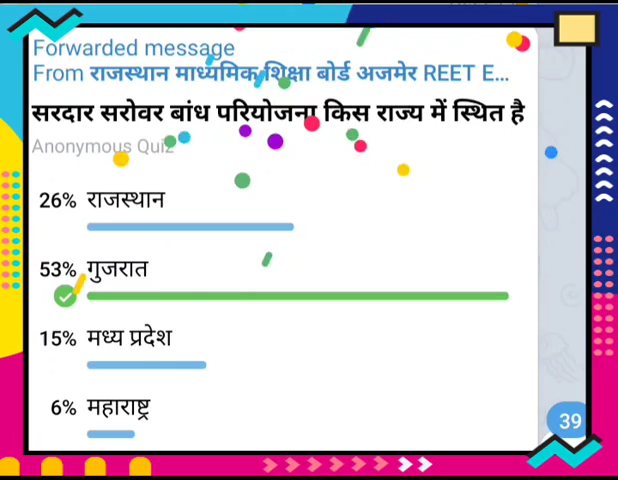 Forwarded message
From राजस्थान माध्यमिक शिक्षा बोर्ड अजमेर REET E...
सरदार सरोवर बांध परियोजना किस राज्य में स्थित है
Anonymous Quiz
26% राजस्थान
53% गुजरात
15% मध्य प्रदेश
6% महाराष्ट्र
39